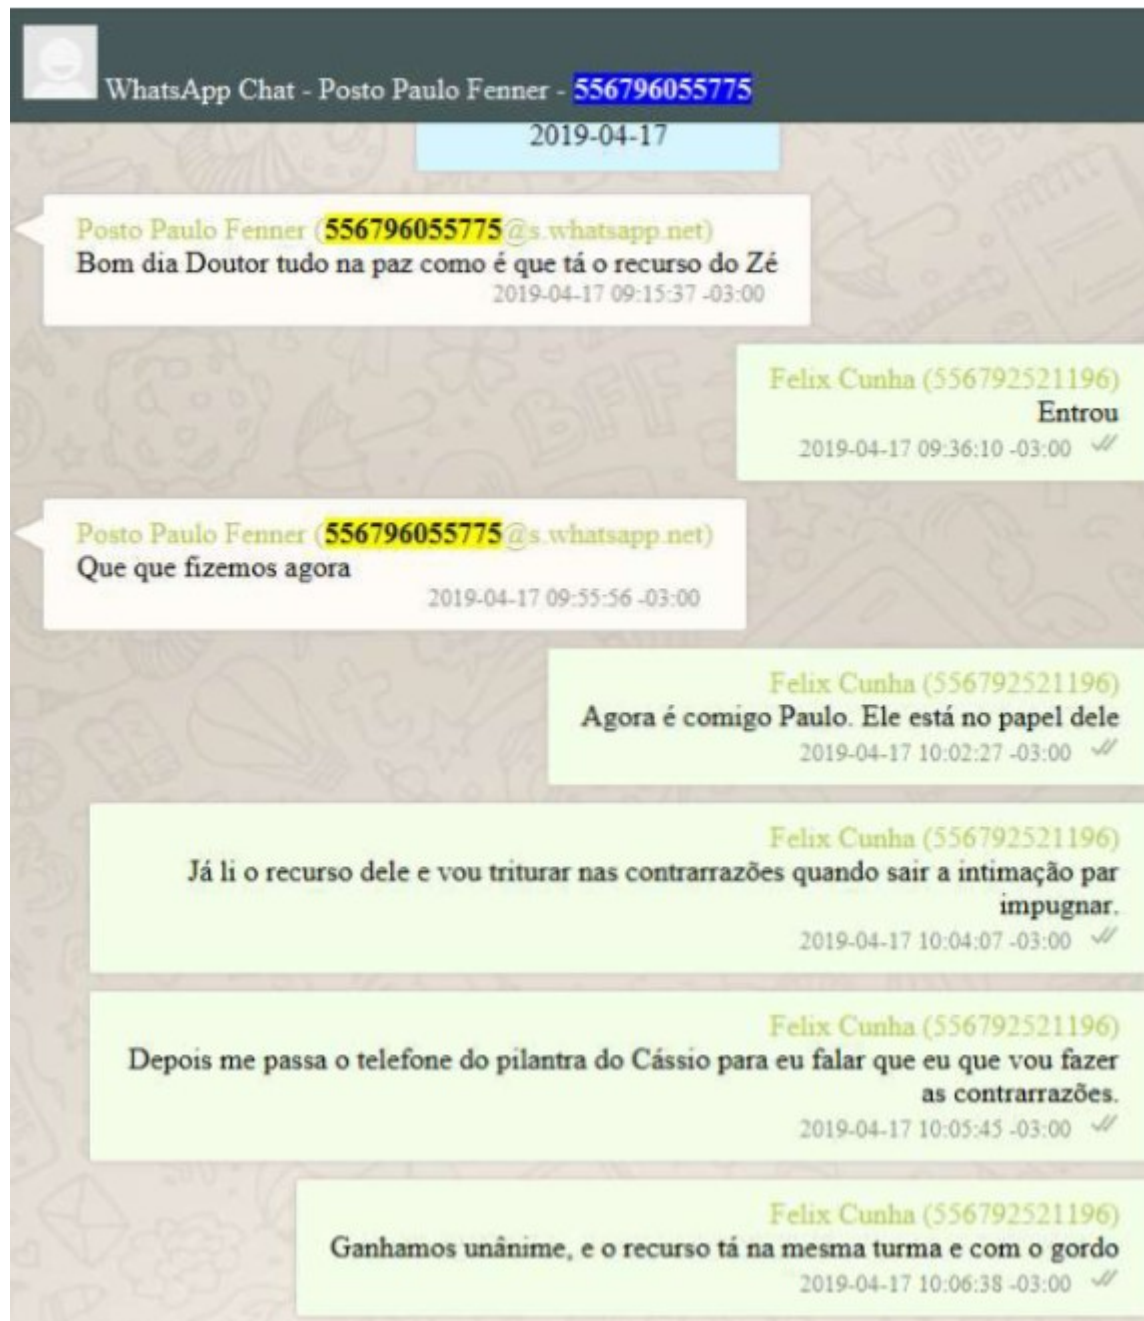 WhatsApp Chat - Posto Paulo Fenner - 556796055775
2019-04-17
Posto Paulo Fenner (556796055775@s.whatsapp.net)
Bom dia Doutor tudo na paz como é que tá o recurso do Zé
2019-04-17 09:15:37 -03:00
Felix Cunha (556792521196)
Entrou
2019-04-17 09:36:10 -03:00
Posto Paulo Fenner (556796055775@s.whatsapp.net)
Que que fizemos agora
2019-04-17 09:55:56 -03:00
Felix Cunha (556792521196)
Agora é comigo Paulo. Ele está no papel dele
2019-04-17 10:02:27 -03:00
Felix Cunha (556792521196)
Já li o recurso dele e vou triturar nas contrarrazões quando sair a intimação par
impugnar.
2019-04-17 10:04:07 -03:00
Felix Cunha (556792521196)
Depois me passa o telefone do pilantra do Cássio para eu falar que eu que vou fazer
as contrarrazões.
2019-04-17 10:05:45 -03:00
Felix Cunha (556792521196)
Ganhamos unânime, e o recurso tá na mesma turma e com o gordo
2019-04-17 10:06:38 -03:00